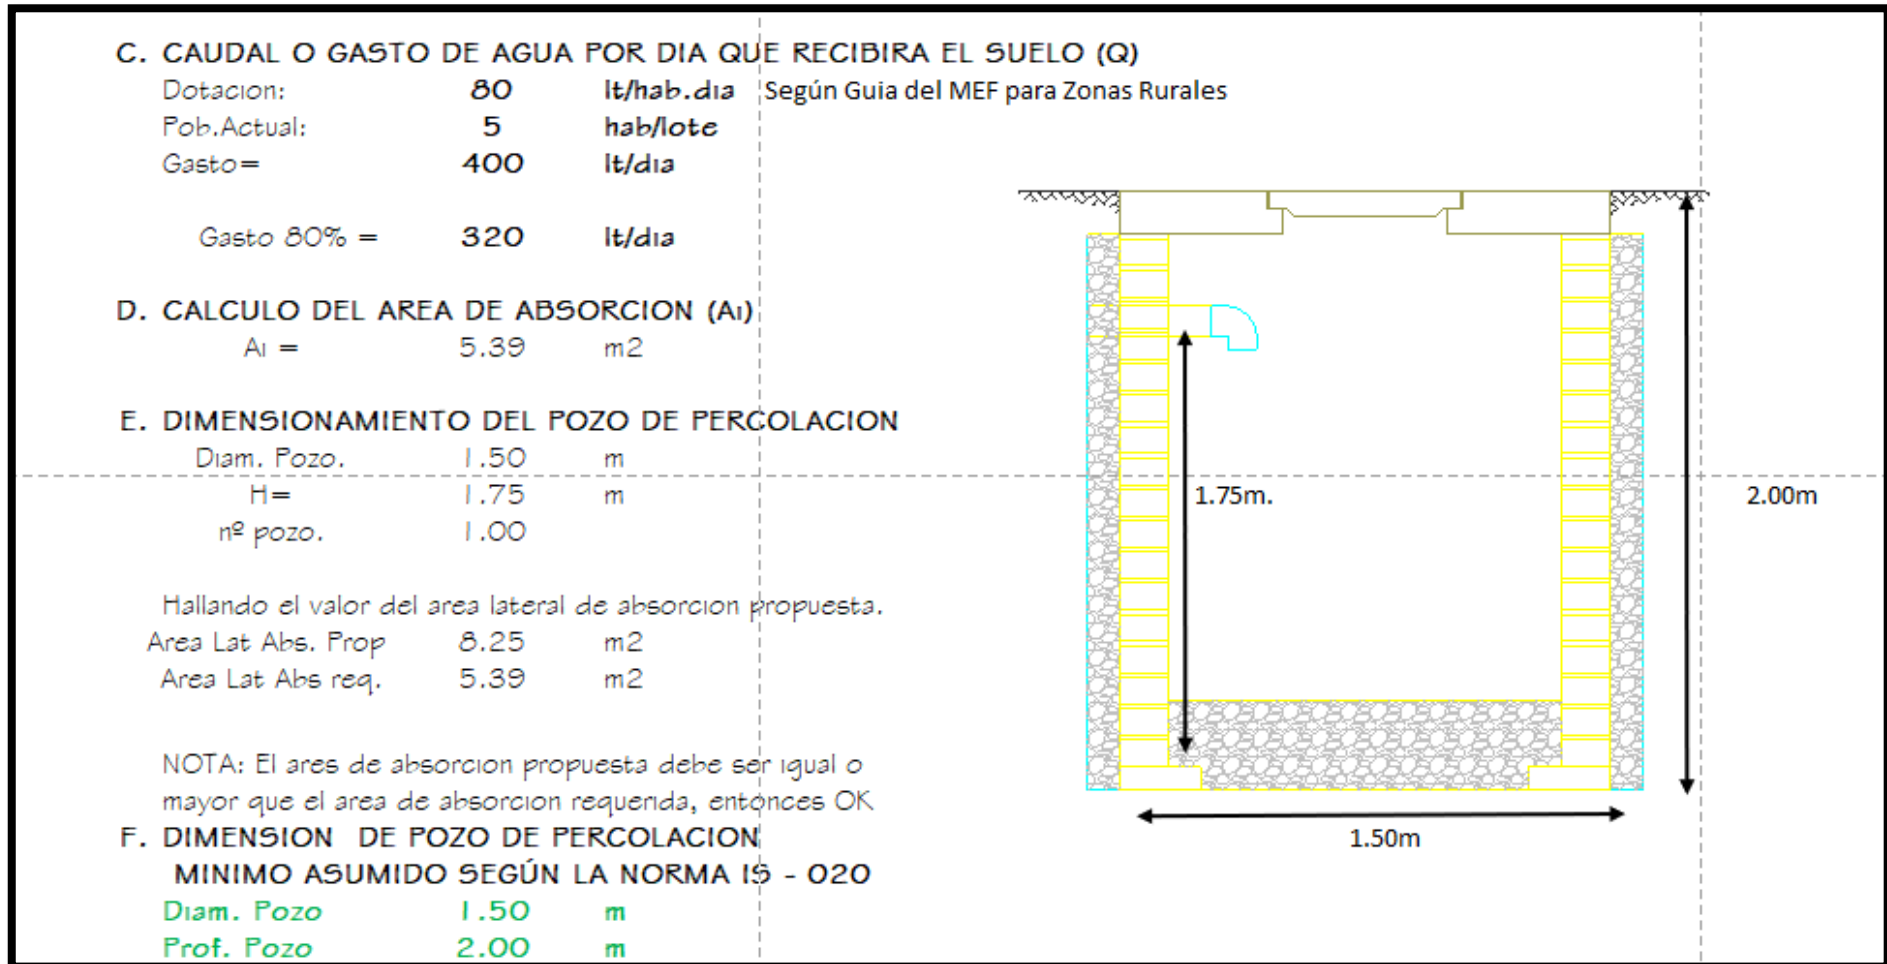 C. CAUDAL O GASTO DE AGUA POR DIA QUE RECIBIRA EL SUELO (Q)
Dotacion: 80 lt/hab.dia Según Guia del MEF para Zonas Rurales
Pob.Actual: 5 hab/lote
Gasto= 400 lt/dia
Gasto 80% = 320 lt/dia
D. CALCULO DEL AREA DE ABSORCION (Ai)
Ai = 5.39 m2
E. DIMENSIONAMIENTO DEL POZO DE PERCOLACION
Diam. Pozo. 1.50 m
H= 1.75 m
nº pozo. 1.00
Hallando el valor del area lateral de absorcion propuesta.
Area Lat Abs. Prop 8.25 m2
Area Lat Abs req. 5.39 m2
NOTA: El ares de absorcion propuesta debe ser igual o
mayor que el area de absorcion requerida, entonces OK
F. DIMENSION DE POZO DE PERCOLACION
MINIMO ASUMIDO SEGÚN LA NORMA IS - 020
Diam. Pozo 1.50 m
Prof. Pozo 2.00 m
1.75m.
2.00m
1.50m